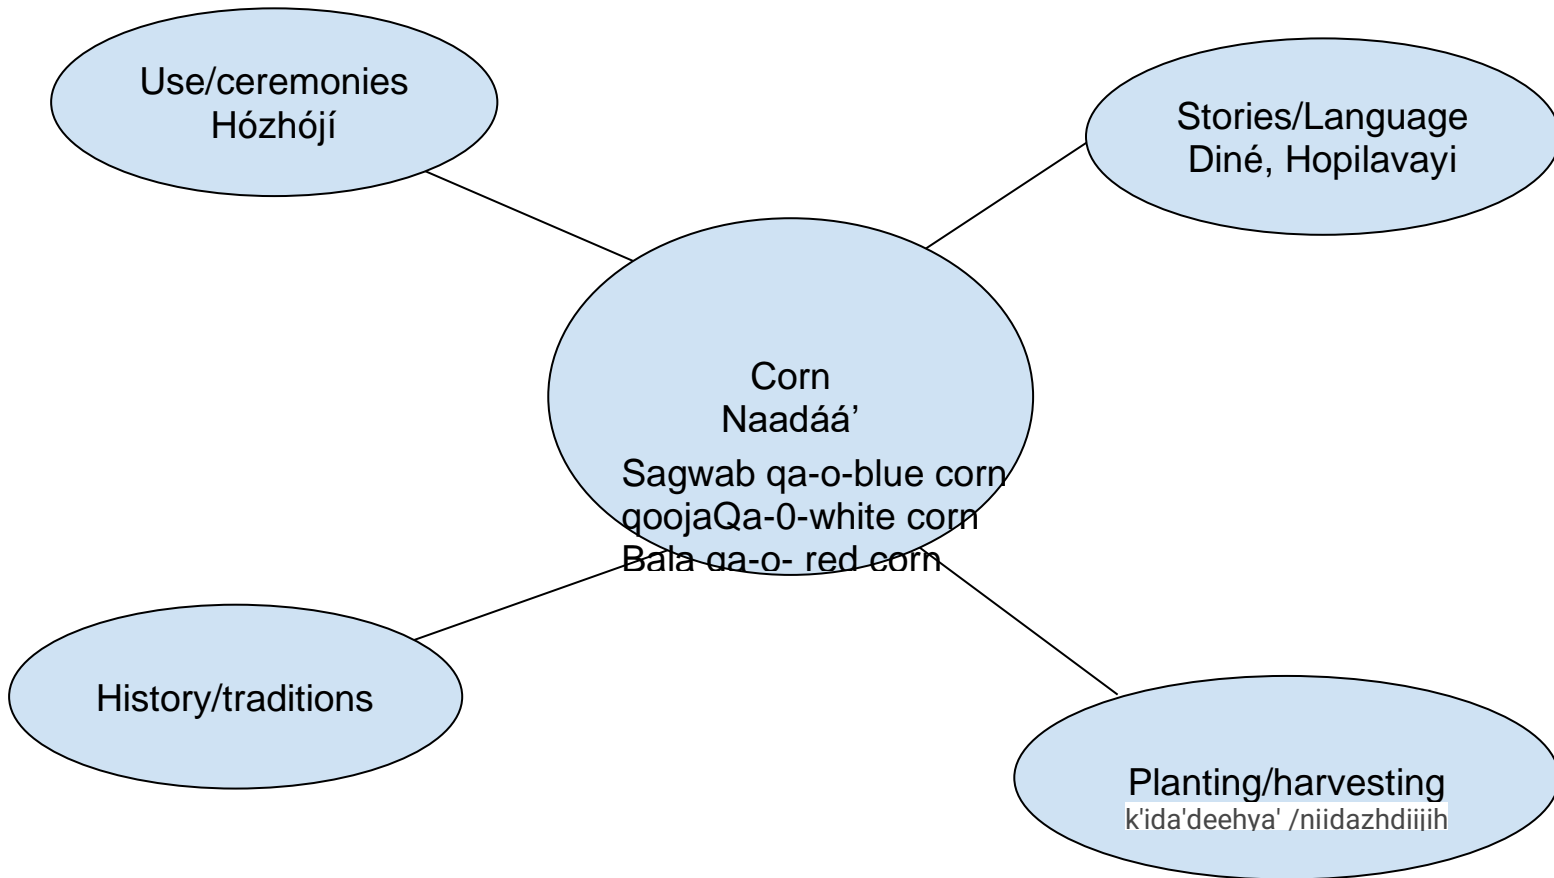 Use/ceremonies
Hózhójí
Stories/Language
Diné, Hopilavayi
Corn
Naadáá’
Sagwab qa-o-blue corn
qoojaQa-0-white corn
Bala qa-o- red corn
History/traditions
Planting/harvesting
k'ida'deehya' /niidazhdiijih